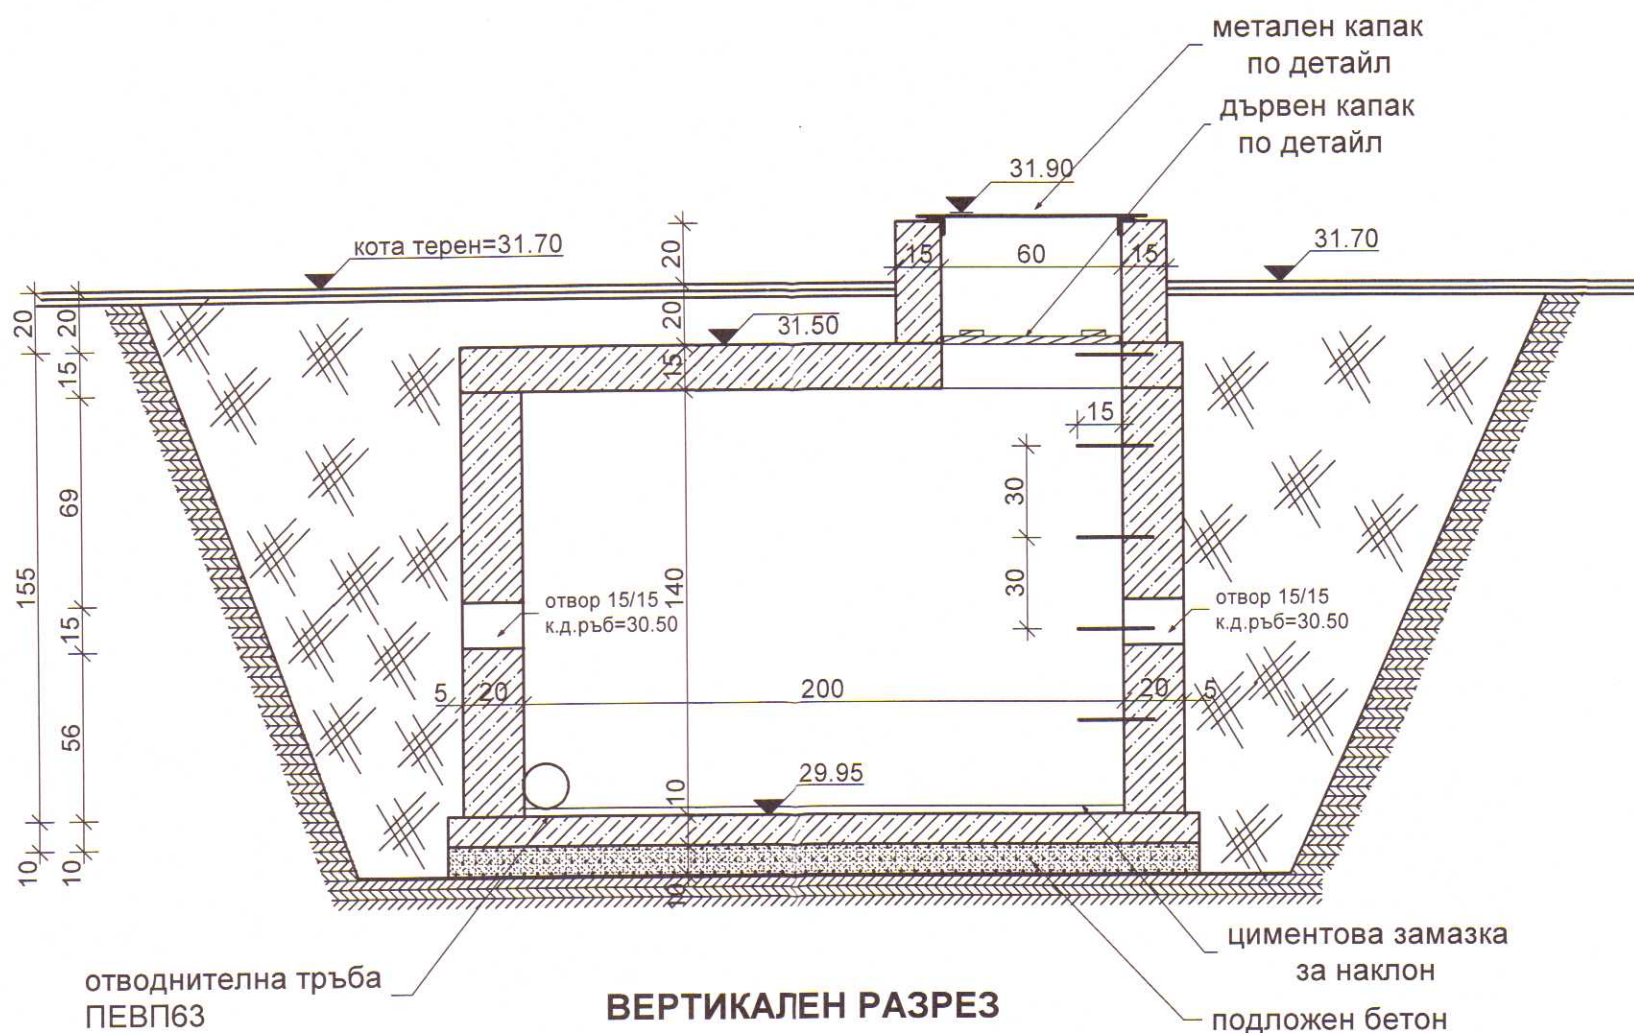 метален капак
по детайл
дървен капак
по детайл
31.90
кота терен=31.70
31.70
20
15
60
15
20
20
20
31.50
15
15
15
69
30
155
140
30
отвор 15/15
к.д.ръб=30.50
отвор 15/15
к.д.ръб=30.50
15
5
20
200
20
5
56
29.95
10
10
10
10
циментова замазка
за наклон
отводнителна тръба
ПЕВП63
ВЕРТИКАЛЕН РАЗРЕЗ
подложен бетон